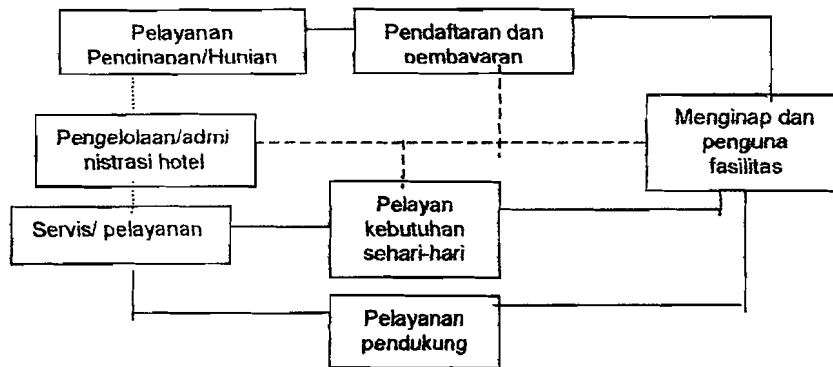 Pelayanan
Penginapan/Hunian
Pendaftaran dan
pembayaran
Pengelolaan/admi
nistrasi hotel
Menginap dan
penguna
fasilitas
Servis/ pelayanan
Pelayan
kebutuhan
sehari-hari
Pelayanan
pendukung